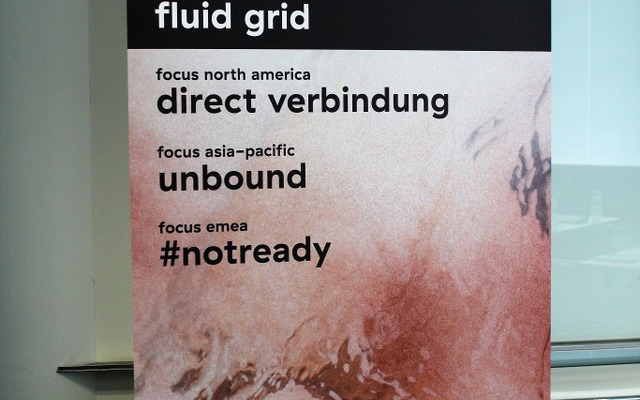 fluid grid
focus north america
direct verbindung
focus asia-pacific
unbound
focus emea
#notready